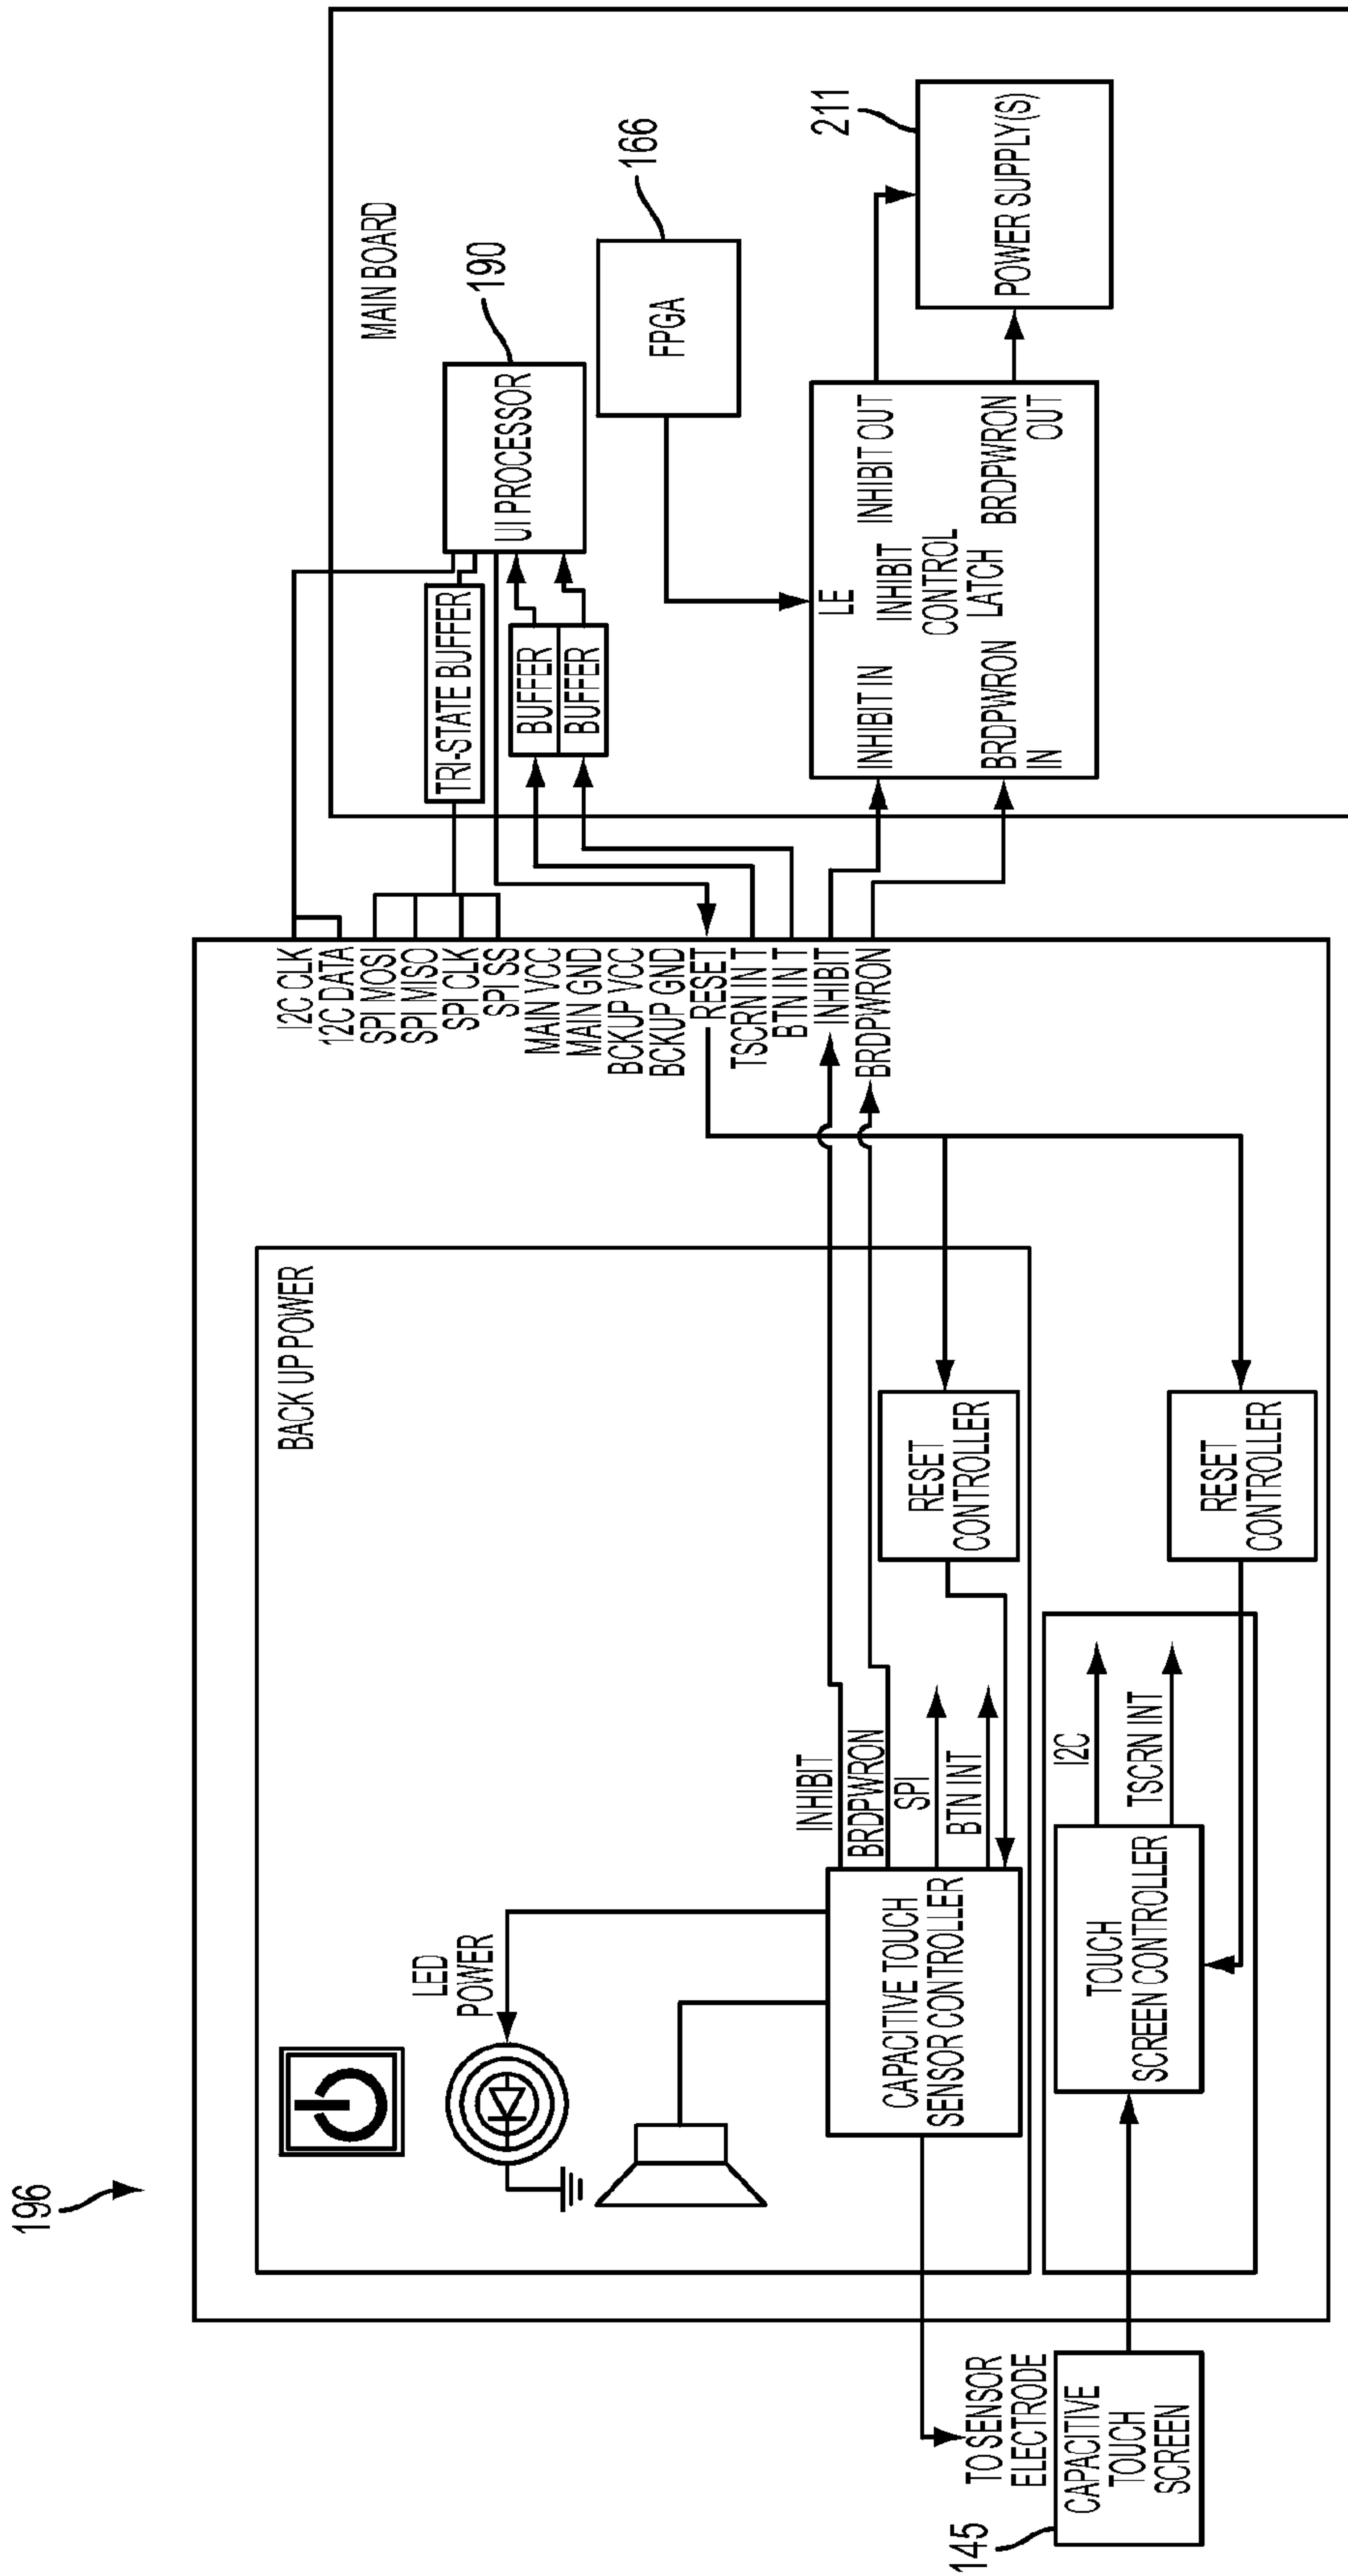 196
BACK UP POWER
LED
POWER
INHIBIT
BRDPWRON
SPI
BTN INT
CAPACITIVE TOUCH
SENSOR CONTROLLER
RESET
CONTROLLER
TO SENSOR
ELECTRODE
145
CAPACITIVE
TOUCH
SCREEN
TOUCH
SCREEN CONTROLLER
I2C
TSCRN INT
RESET
CONTROLLER
I2C CLK
12C DATA
SPI MOSI
SPI MISO
SPI CLK
SPI SS
MAIN VCC
MAIN GND
BCKUP VCC
BCKUP GND
RESET
TSCRN IN T
BTN IN T
INHIBIT
BRDPWRON
MAIN BOARD
TRI-STATE BUFFER
BUFFER
BUFFER
UI PROCESSOR
190
FPGA
166
LE
INHIBIT IN
INHIBIT OUT
INHIBIT
CONTROL
LATCH
BRDPWRON
IN
BRDPWRON
OUT
POWER SUPPLY(S)
211